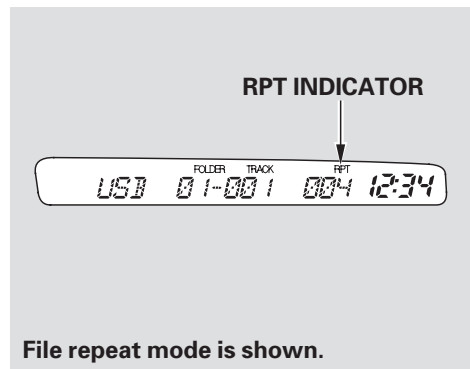 RPT INDICATOR
FOLDER TRACK RPT
USB 01-001 004 12:34
File repeat mode is shown.